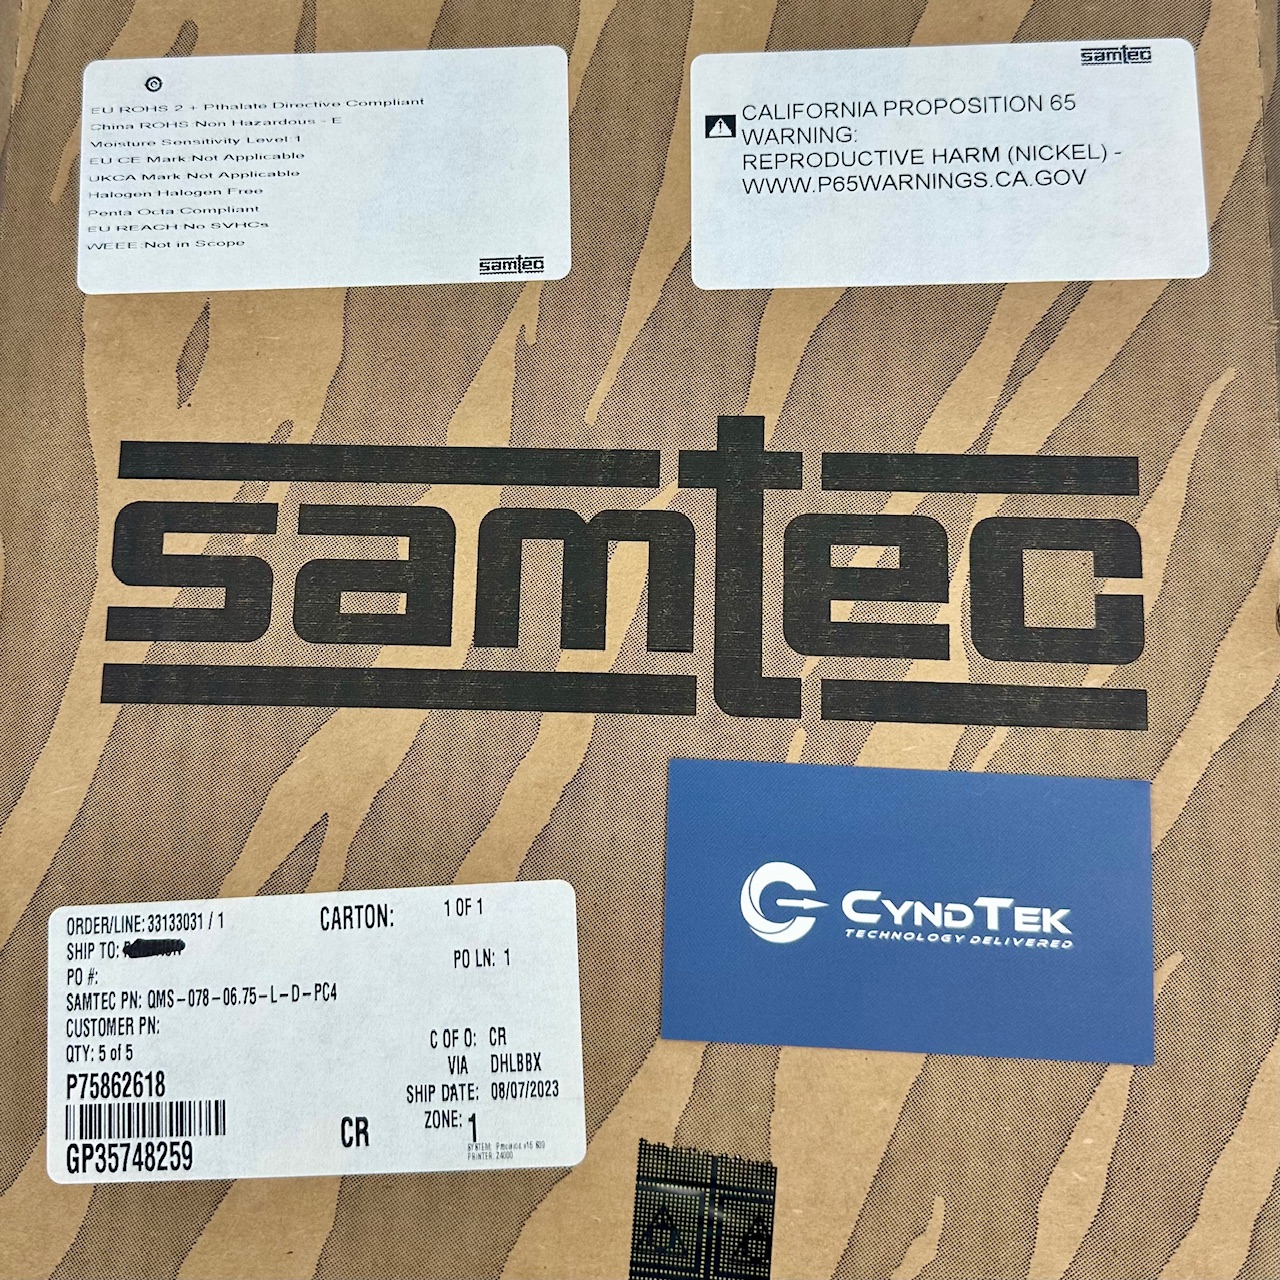 EU ROHS 2 + Pthalate Directive Compliant
China ROHS:Non Hazardous - E
Moisture Sensitivity Level:1
EU CE Mark:Not Applicable
UKCA Mark:Not Applicable
Halogen:Halogen Free
Penta Octa:Compliant
EU REACH:No SVHCs
WEEE:Not in Scope
samtec
samtec
CALIFORNIA PROPOSITION 65
WARNING:
REPRODUCTIVE HARM (NICKEL) -
WWW.P65WARNINGS.CA.GOV
samtec
CYNDTEK
TECHNOLOGY DELIVERED
ORDER/LINE: 33133031 / 1
CARTON: 1 OF 1
SHIP TO:
PO #:
PO LN: 1
SAMTEC PN: QMS-078-06.75-L-D-PC4
CUSTOMER PN:
C OF O: CR
QTY: 5 of 5
VIA DHLBBX
P75862618
SHIP DATE: 08/07/2023
ZONE: 1
CR
GP35748259
PRINTER: Z4000